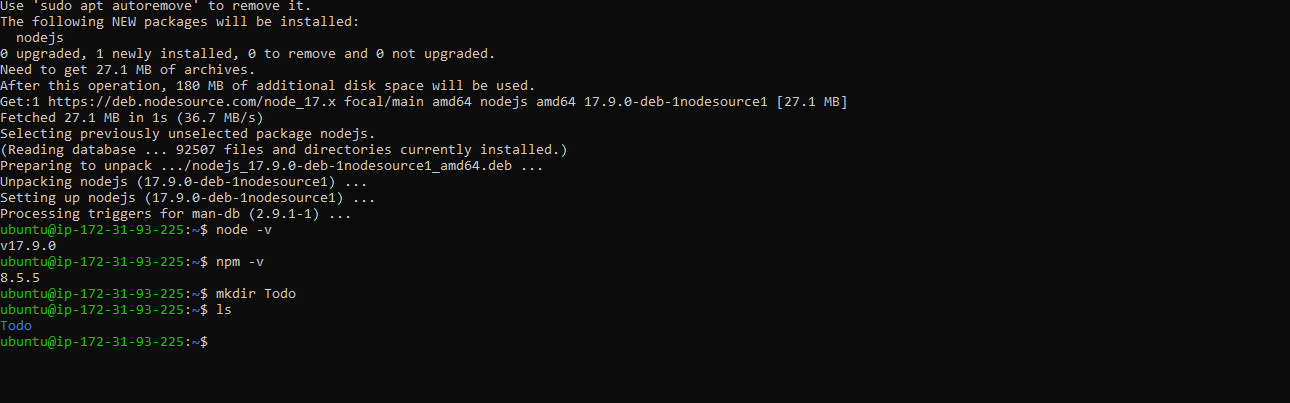 Use 'sudo apt autoremove' to remove it.
The following NEW packages will be installed:
  nodejs
0 upgraded, 1 newly installed, 0 to remove and 0 not upgraded.
Need to get 27.1 MB of archives.
After this operation, 180 MB of additional disk space will be used.
Get:1 https://deb.nodesource.com/node_17.x focal/main amd64 nodejs amd64 17.9.0-deb-1nodesource1 [27.1 MB]
Fetched 27.1 MB in 1s (36.7 MB/s)
Selecting previously unselected package nodejs.
(Reading database ... 92507 files and directories currently installed.)
Preparing to unpack .../nodejs_17.9.0-deb-1nodesource1_amd64.deb ...
Unpacking nodejs (17.9.0-deb-1nodesource1) ...
Setting up nodejs (17.9.0-deb-1nodesource1) ...
Processing triggers for man-db (2.9.1-1) ...
ubuntu@ip-172-31-93-225:~$ node -v
v17.9.0
ubuntu@ip-172-31-93-225:~$ npm -v
8.5.5
ubuntu@ip-172-31-93-225:~$ mkdir Todo
ubuntu@ip-172-31-93-225:~$ ls
Todo
ubuntu@ip-172-31-93-225:~$